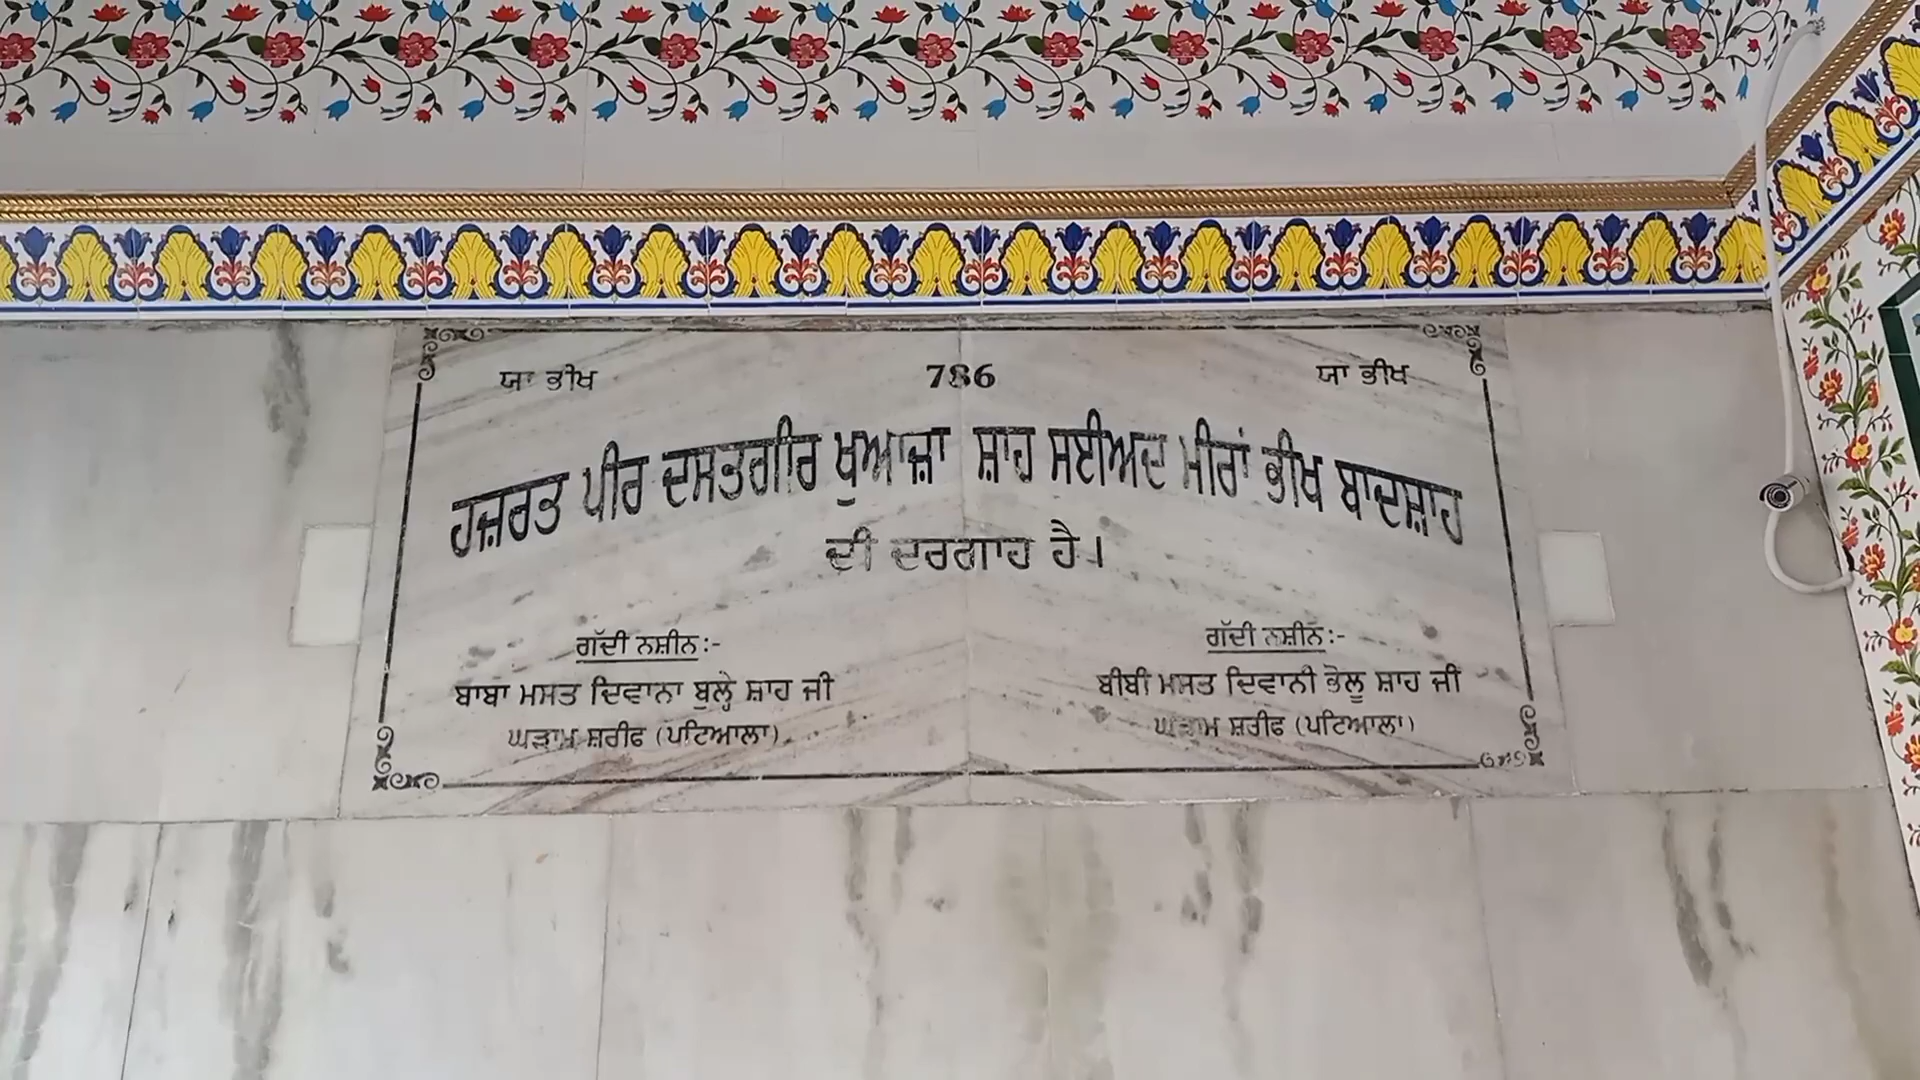 ਯਾ ਭੀਖ 786 ਯਾ ਭੀਖ
ਹਜ਼ਰਤ ਪੀਰ ਦਸਤਗੀਰ ਖੁਆਜ਼ਾ ਸ਼ਾਹ ਸਈਅਦ ਮੀਰਾਂ ਭੀਖ ਬਾਦਸ਼ਾਹ
ਦੀ ਦਰਗਾਹ ਹੈ।
ਗੱਦੀ ਨਸ਼ੀਨ:-
ਬਾਬਾ ਮਸਤ ਦਿਵਾਨਾ ਬੁਲ੍ਹੇ ਸ਼ਾਹ ਜੀ
ਘੜਾਮ ਸ਼ਰੀਫ (ਪਟਿਆਲਾ)
ਗੱਦੀ ਨਸ਼ੀਨ:-
ਬੀਬੀ ਮਸਤ ਦਿਵਾਨੀ ਭੋਲੂ ਸ਼ਾਹ ਜੀ
ਘੜਾਮ ਸ਼ਰੀਫ (ਪਟਿਆਲਾ)